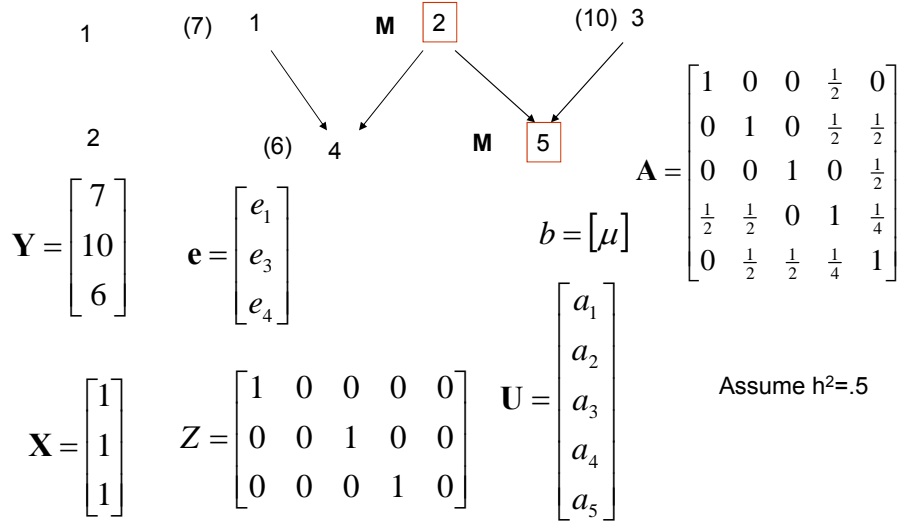 1 (7) 1 M 2 (10) 3
2 (6) 4 M 5
Y = [7 10 6]
e = [e₁ e₃ e₄]
b = [μ]
A = [1 0 0 ½ 0
0 1 0 ½ ½
0 0 1 0 ½
½ ½ 0 1 ¼
0 ½ ½ ¼ 1]
X = [1 1 1]
Z = [1 0 0 0 0
0 0 1 0 0
0 0 0 1 0]
U = [a₁ a₂ a₃ a₄ a₅]
Assume h²=.5